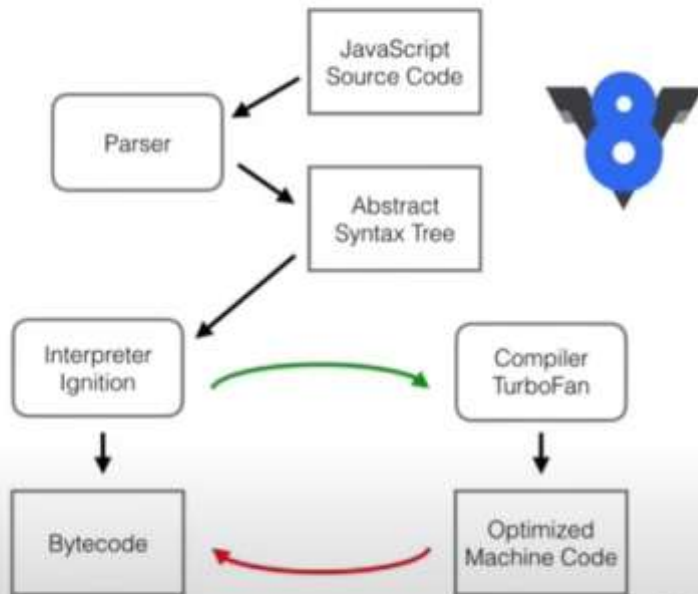 JavaScript
Source Code
Parser
Abstract
Syntax Tree
Interpreter
Ignition
Compiler
TurboFan
Bytecode
Optimized
Machine Code